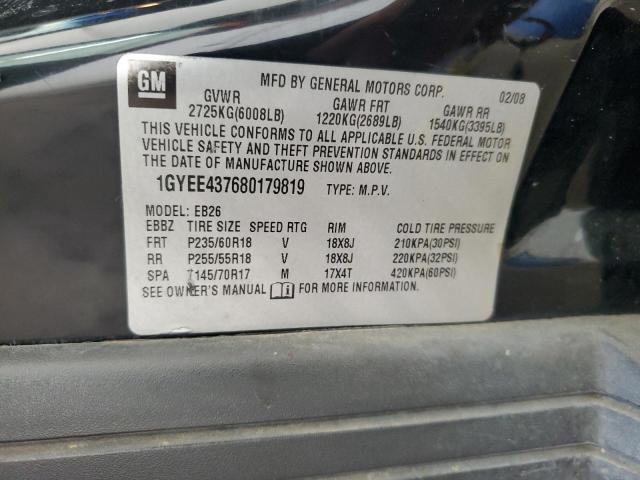 GM
MFD BY GENERAL MOTORS CORP. 02/08
GVWR GAWR FRT GAWR RR
2725KG(6008LB) 1220KG(2689LB) 1540KG(3395LB)
THIS VEHICLE CONFORMS TO ALL APPLICABLE U.S. FEDERAL MOTOR
VEHICLE SAFETY AND THEFT PREVENTION STANDARDS IN EFFECT ON
THE DATE OF MANUFACTURE SHOWN ABOVE.
1GYEE437680179819 TYPE: M.P.V.
MODEL: EB26
EBBZ TIRE SIZE SPEED RTG RIM COLD TIRE PRESSURE
FRT P235/60R18 V 18X8J 210KPA(30PSI)
RR P255/55R18 V 18X8J 220KPA(32PSI)
SPA T145/70R17 M 17X4T 420KPA(60PSI)
SEE OWNER'S MANUAL FOR MORE INFORMATION.